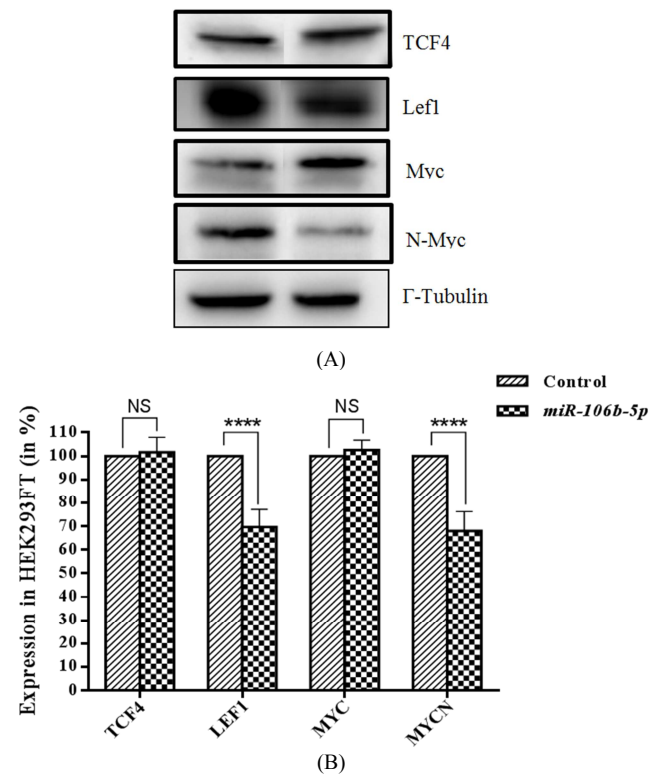 TCF4
Lef1
Myc
N-Myc
Γ-Tubulin
(A)
Control
miR-106b-5p
NS
****
NS
****
Expression in HEK293FT (in %)
110
100
90
80
70
60
50
40
30
20
10
0
TCF4
LEF1
MYC
MYCN
(B)